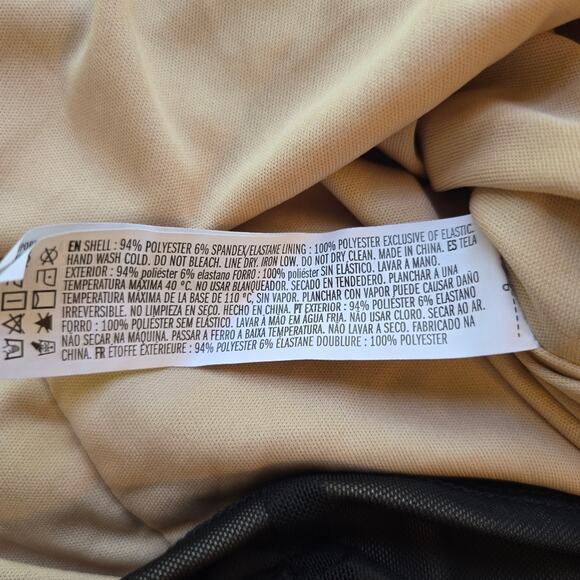 EN SHELL : 94% POLYESTER 6% SPANDEX/ELASTANE LINING : 100% POLYESTER EXCLUSIVE OF ELASTIC.
HAND WASH COLD. DO NOT BLEACH. LINE DRY. IRON LOW. DO NOT DRY CLEAN. MADE IN CHINA. ES TELA
EXTERIOR : 94% poliéster 6% elastano FORRO : 100% poliéster SIN ELÁSTICO. LAVAR A MANO.
TEMPERATURA MÁXIMA 40 °C. NO USAR BLANQUEADOR. SECADO EN TENDEDERO. PLANCHAR A UNA
TEMPERATURA MÁXIMA DE LA BASE DE 110 °C, SIN VAPOR. PLANCHAR CON VAPOR PUEDE CAUSAR DAÑO
IRREVERSIBLE. NO LIMPIEZA EN SECO. HECHO EN CHINA. PT EXTERIOR : 94% POLIÉSTER 6% ELASTANO
FORRO : 100% POLIÉSTER SEM ELÁSTICO. LAVAR À MÃO EM ÁGUA FRIA. NÃO USAR CLORO. SECAR AO AR.
NÃO SECAR NA MÁQUINA. PASSAR A FERRO A BAIXA TEMPERATURA. NÃO LAVAR A SECO. FABRICADO NA
CHINA. FR ÉTOFFE EXTÉRIEURE : 94% POLYESTER 6% ÉLASTANE DOUBLURE : 100% POLYESTER